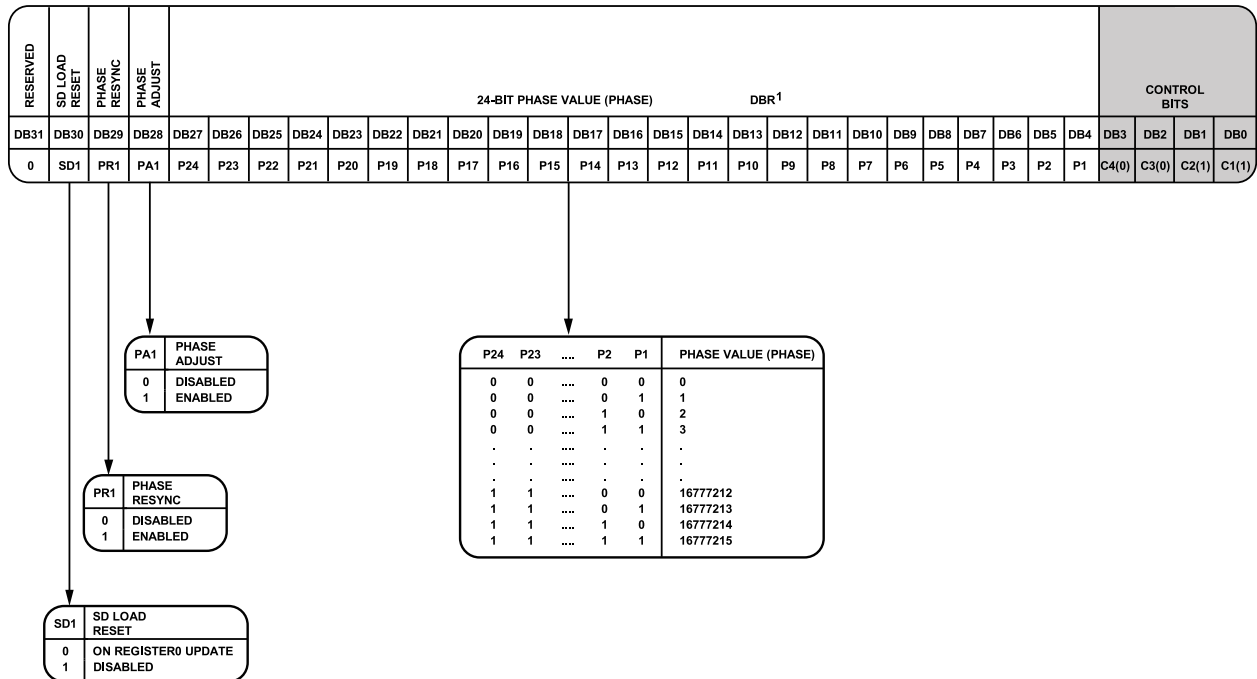 RESERVED
SD LOAD
RESET
PHASE
RESYNC
PHASE
ADJUST
24-BIT PHASE VALUE (PHASE) DBR1
CONTROL
BITS
DB31 DB30 DB29 DB28 DB27 DB26 DB25 DB24 DB23 DB22 DB21 DB20 DB19 DB18 DB17 DB16 DB15 DB14 DB13 DB12 DB11 DB10 DB9 DB8 DB7 DB6 DB5 DB4 DB3 DB2 DB1 DB0
0 SD1 PR1 PA1 P24 P23 P22 P21 P20 P19 P18 P17 P16 P15 P14 P13 P12 P11 P10 P9 P8 P7 P6 P5 P4 P3 P2 P1 C4(0) C3(0) C2(1) C1(1)
PA1 PHASE
ADJUST
0 DISABLED
1 ENABLED
P24 P23 .... P2 P1 PHASE VALUE (PHASE)
0 0 .... 0 0 0
0 0 .... 0 1 1
0 0 .... 1 0 2
0 0 .... 1 1 3
. . .... . . .
. . .... . . .
. . .... . . .
1 1 .... 0 0 16777212
1 1 .... 0 1 16777213
1 1 .... 1 0 16777214
1 1 .... 1 1 16777215
PR1 PHASE
RESYNC
0 DISABLED
1 ENABLED
SD1 SD LOAD
RESET
0 ON REGISTER0 UPDATE
1 DISABLED